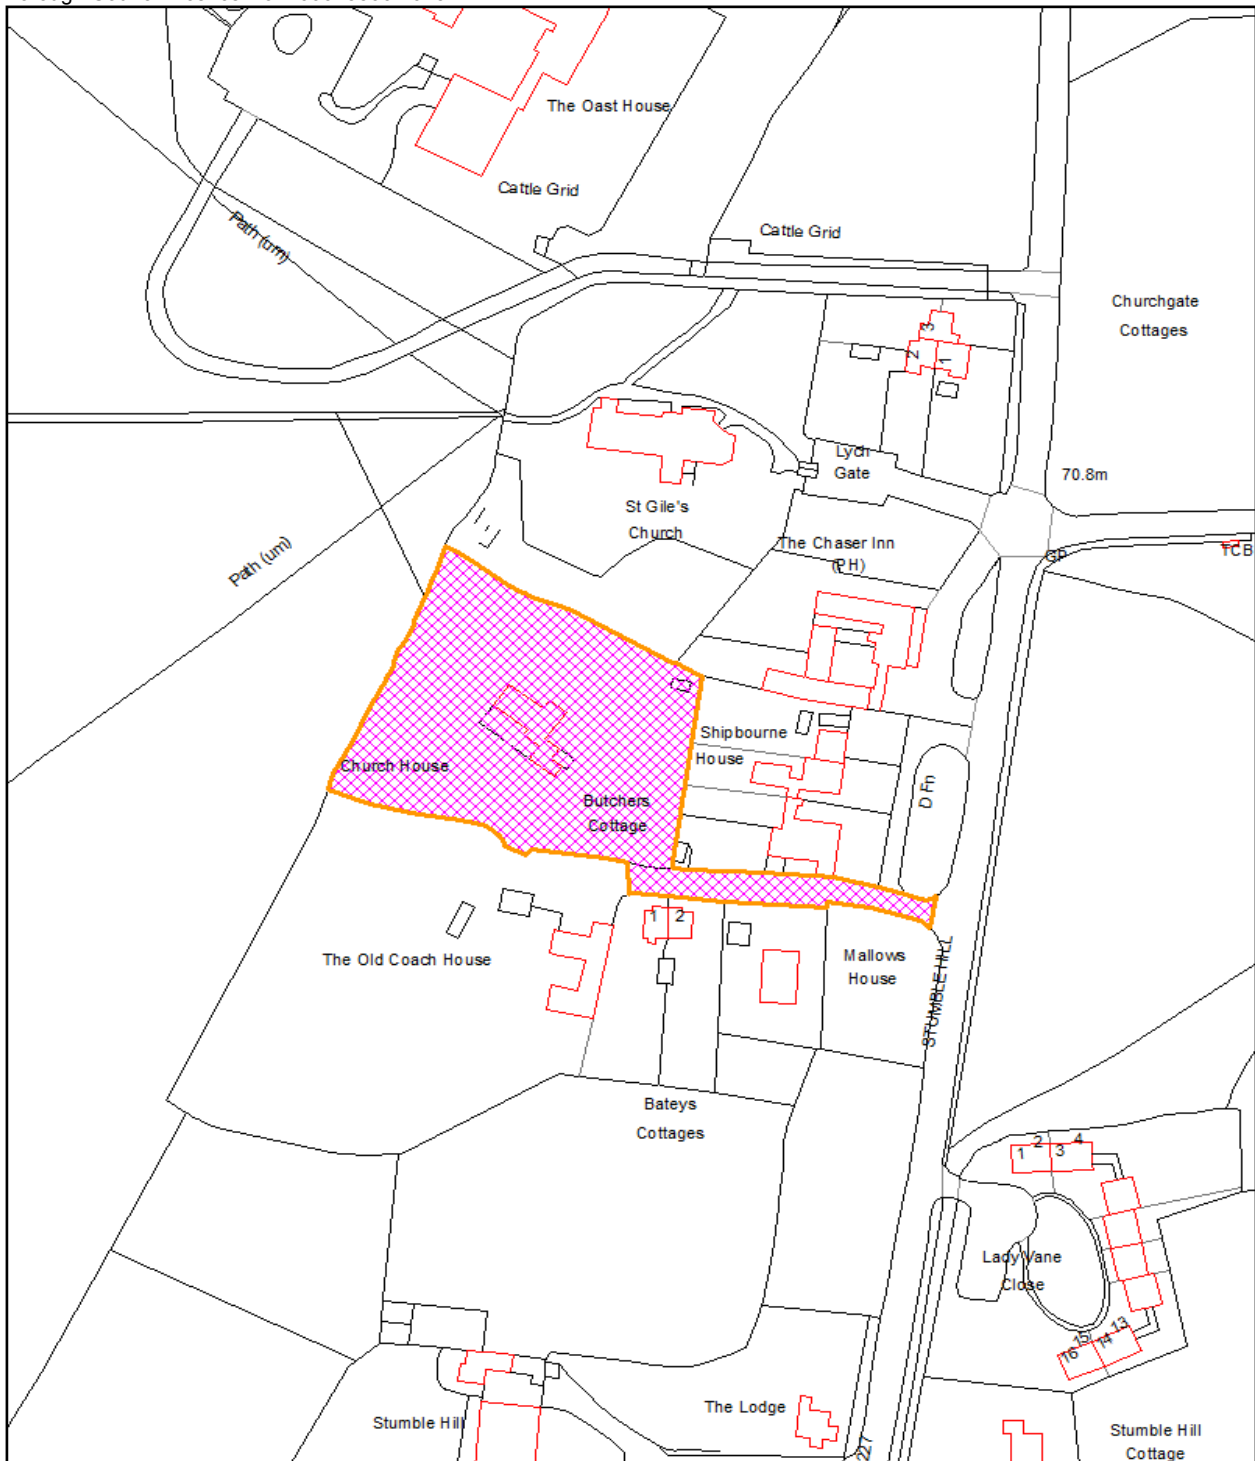 The Oast House
Cattle Grid
Path (um)
Cattle Grid
Churchgate
Cottages
3
2
1
Lych
Gate
70.8m
St Gile's
Church
The Chaser Inn
(PH)
GP
TCB
Path (um)
Shipbourne
House
Church House
Butchers
Cottage
D Fn
1
2
The Old Coach House
Mallows
House
STUMBLE HILL
Bateys
Cottages
1
2
3
4
Lady Vane
Close
13
14
15
16
The Lodge
Stumble Hill
227
Stumble Hill
Cottage